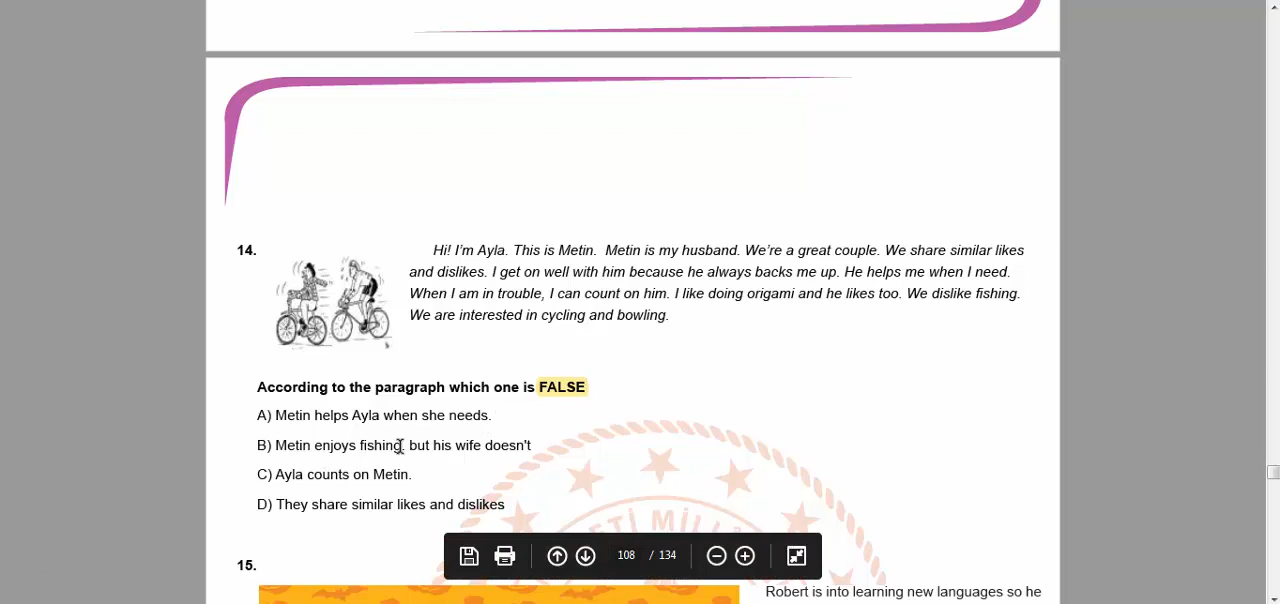 14.
Hi! I'm Ayla. This is Metin. Metin is my husband. We're a great couple. We share similar likes
and dislikes. I get on well with him because he always backs me up. He helps me when I need.
When I am in trouble, I can count on him. I like doing origami and he likes too. We dislike fishing.
We are interested in cycling and bowling.
According to the paragraph which one is FALSE
A) Metin helps Ayla when she needs.
B) Metin enjoys fishing, but his wife doesn't
C) Ayla counts on Metin.
D) They share similar likes and dislikes
ETİ MİLL
108 / 134
15.
Robert is into learning new languages so he